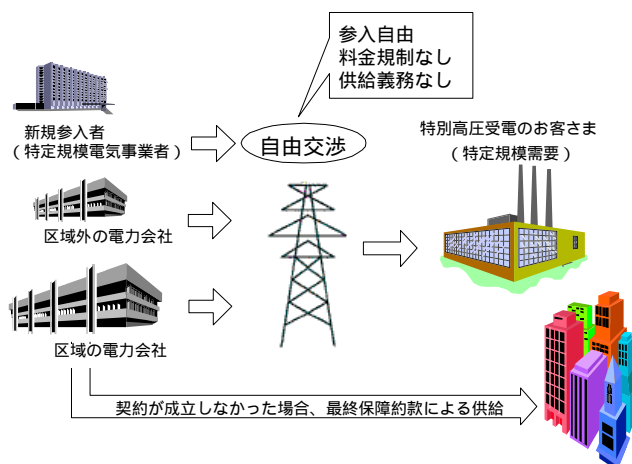 参入自由
料金規制なし
供給義務なし
新規参入者
（特定規模電気事業者）
自由交渉
特別高圧受電のお客さま
（特定規模需要）
区域外の電力会社
区域の電力会社
契約が成立しなかった場合、最終保障約款による供給